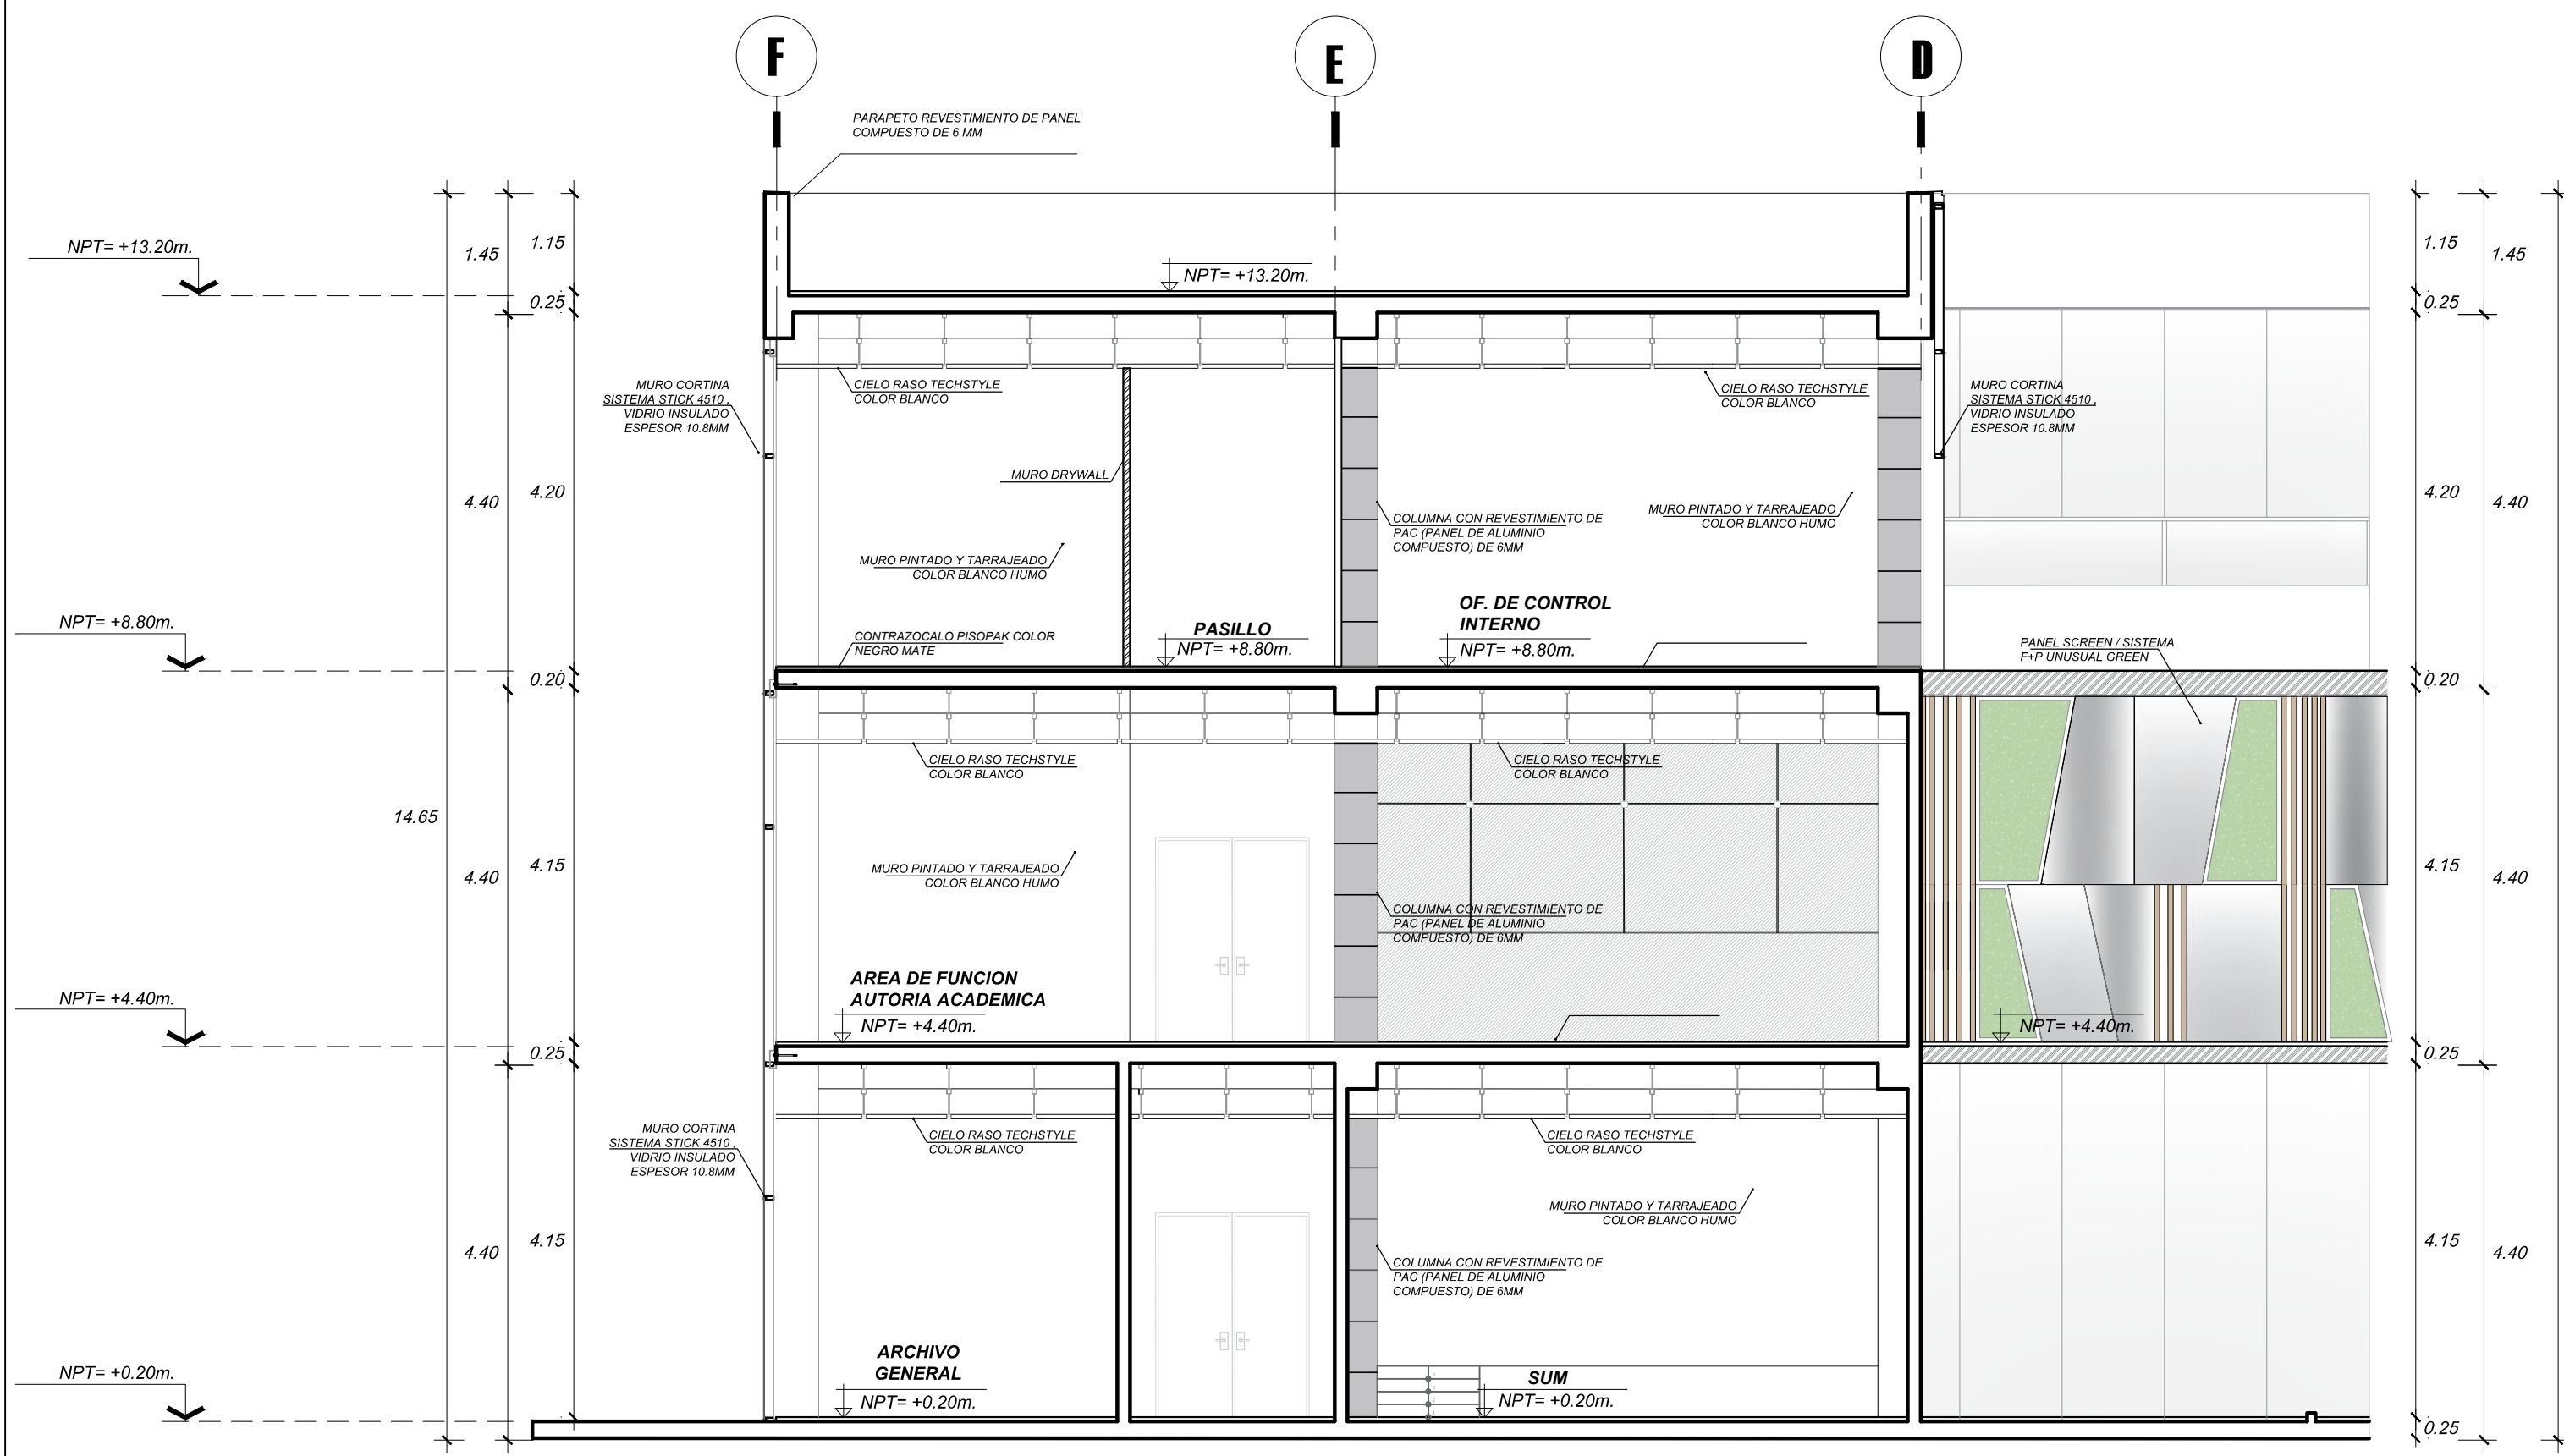 F
E
D
PARAPETO REVESTIMIENTO DE PANEL
COMPUESTO DE 6 MM
NPT= +13.20m.
1.45
1.15
NPT= +13.20m.
1.15
1.45
0.25
0.25
MURO CORTINA
SISTEMA STICK 4510 ,
VIDRIO INSULADO
ESPESOR 10.8MM
CIELO RASO TECHSTYLE
COLOR BLANCO
CIELO RASO TECHSTYLE
COLOR BLANCO
MURO CORTINA
SISTEMA STICK 4510 ,
VIDRIO INSULADO
ESPESOR 10.8MM
MURO DRYWALL
4.40
4.20
4.20
4.40
COLUMNA CON REVESTIMIENTO DE
PAC (PANEL DE ALUMINIO
COMPUESTO) DE 6MM
MURO PINTADO Y TARRAJEADO
COLOR BLANCO HUMO
MURO PINTADO Y TARRAJEADO
COLOR BLANCO HUMO
NPT= +8.80m.
CONTRAZOCALO PISOPAK COLOR
NEGRO MATE
PASILLO
NPT= +8.80m.
OF. DE CONTROL
INTERNO
NPT= +8.80m.
PANEL SCREEN / SISTEMA
F+P UNUSUAL GREEN
0.20
0.20
CIELO RASO TECHSTYLE
COLOR BLANCO
CIELO RASO TECHSTYLE
COLOR BLANCO
14.65
4.40
4.15
4.15
4.40
MURO PINTADO Y TARRAJEADO
COLOR BLANCO HUMO
COLUMNA CON REVESTIMIENTO DE
PAC (PANEL DE ALUMINIO
COMPUESTO) DE 6MM
NPT= +4.40m.
AREA DE FUNCION
AUTORIA ACADEMICA
NPT= +4.40m.
NPT= +4.40m.
0.25
0.25
MURO CORTINA
SISTEMA STICK 4510 ,
VIDRIO INSULADO
ESPESOR 10.8MM
CIELO RASO TECHSTYLE
COLOR BLANCO
CIELO RASO TECHSTYLE
COLOR BLANCO
MURO PINTADO Y TARRAJEADO
COLOR BLANCO HUMO
4.40
4.15
4.15
4.40
COLUMNA CON REVESTIMIENTO DE
PAC (PANEL DE ALUMINIO
COMPUESTO) DE 6MM
NPT= +0.20m.
ARCHIVO
GENERAL
NPT= +0.20m.
SUM
NPT= +0.20m.
0.25